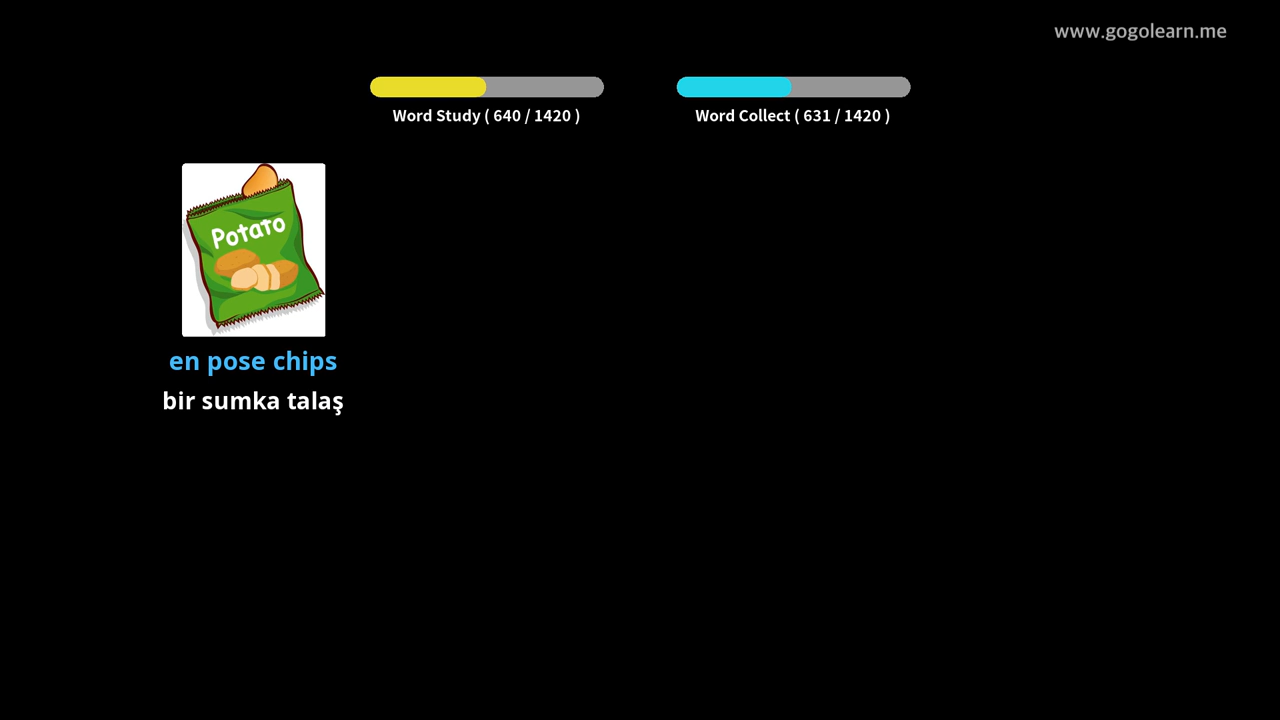 www.gogolearn.me
Word Study ( 640 / 1420 )
Word Collect ( 631 / 1420 )
Potato
en pose chips
bir sumka talaş